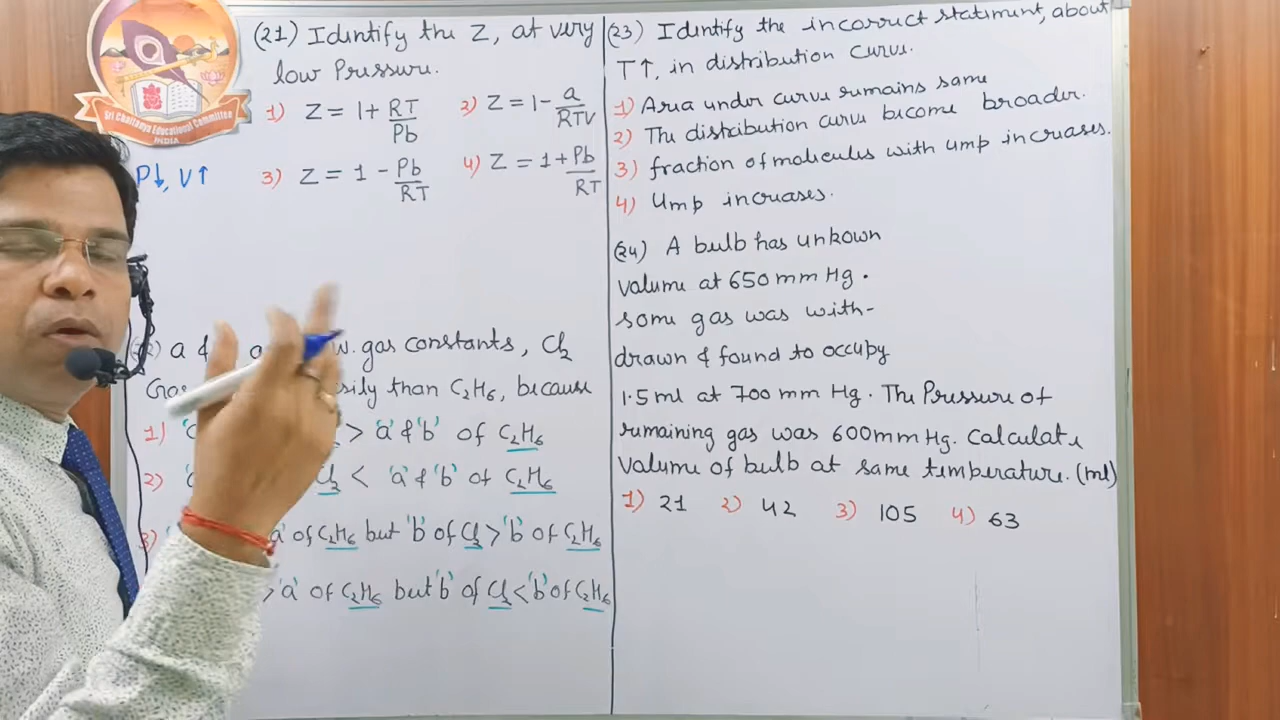 Sri Chaitanya Educational Committee
INDIA
(21) Identify the Z, at very
low Pressure.
1) Z = 1 + RT/Pb 2) Z = 1 - a/RTV
3) Z = 1 - Pb/RT 4) Z = 1 + Pb/RT
P↓, V↑
a & w. gas constants, Cl2
than C2H6, because
1) > 'a' & 'b' of C2H6
2) Cl2 < 'a' & 'b' of C2H6
3) 'a' of C2H6 but 'b' of Cl2 > 'b' of C2H6
> 'a' of C2H6 but 'b' of Cl2 < 'b' of C2H6
(23) Identify the incorrect statement, about
T↑, in distribution curve.
1) Area under curve remains same
2) The distribution curve become broader.
3) fraction of molecules with Ump increases.
4) Ump increases.
(24) A bulb has unkown
volume at 650 mm Hg.
some gas was with-
drawn & found to occupy
1.5 ml at 700 mm Hg. The Pressure of
remaining gas was 600 mm Hg. Calculate
volume of bulb at same temperature. (ml)
1) 21 2) 42 3) 105 4) 63